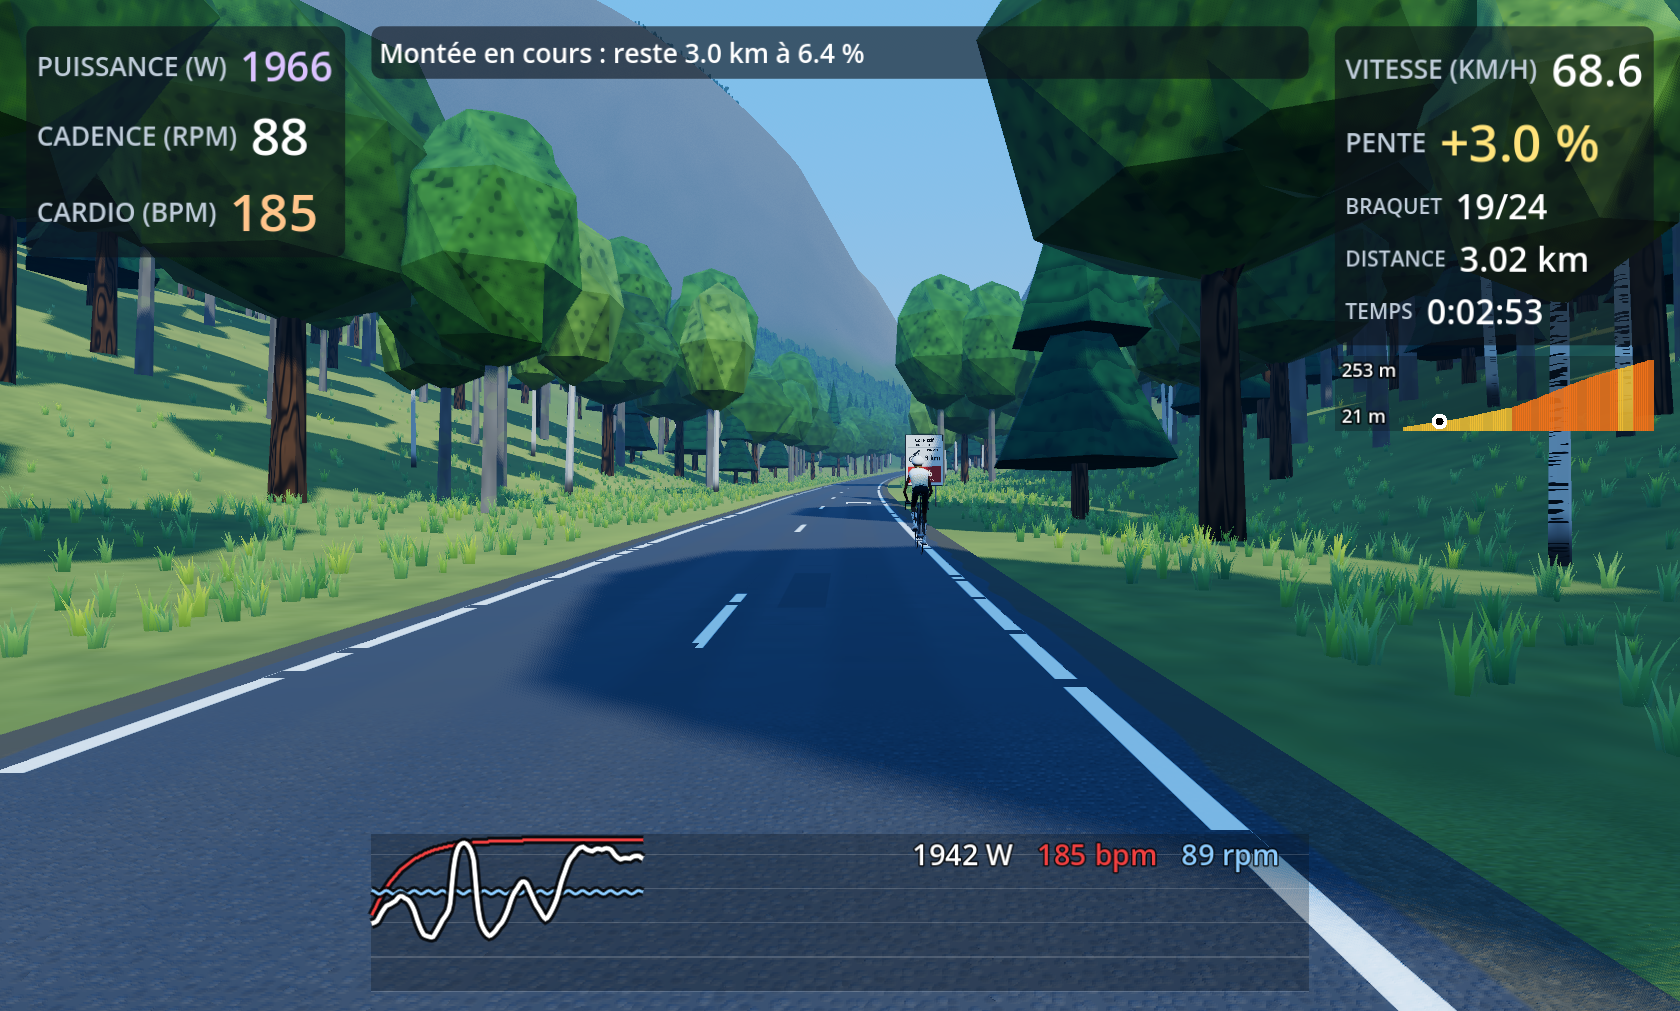 PUISSANCE (W) 1966
CADENCE (RPM) 88
CARDIO (BPM) 185
Montée en cours : reste 3.0 km à 6.4 %
VITESSE (KM/H) 68.6
PENTE +3.0 %
BRAQUET 19/24
DISTANCE 3.02 km
TEMPS 0:02:53
253 m
21 m
1942 W 185 bpm 89 rpm